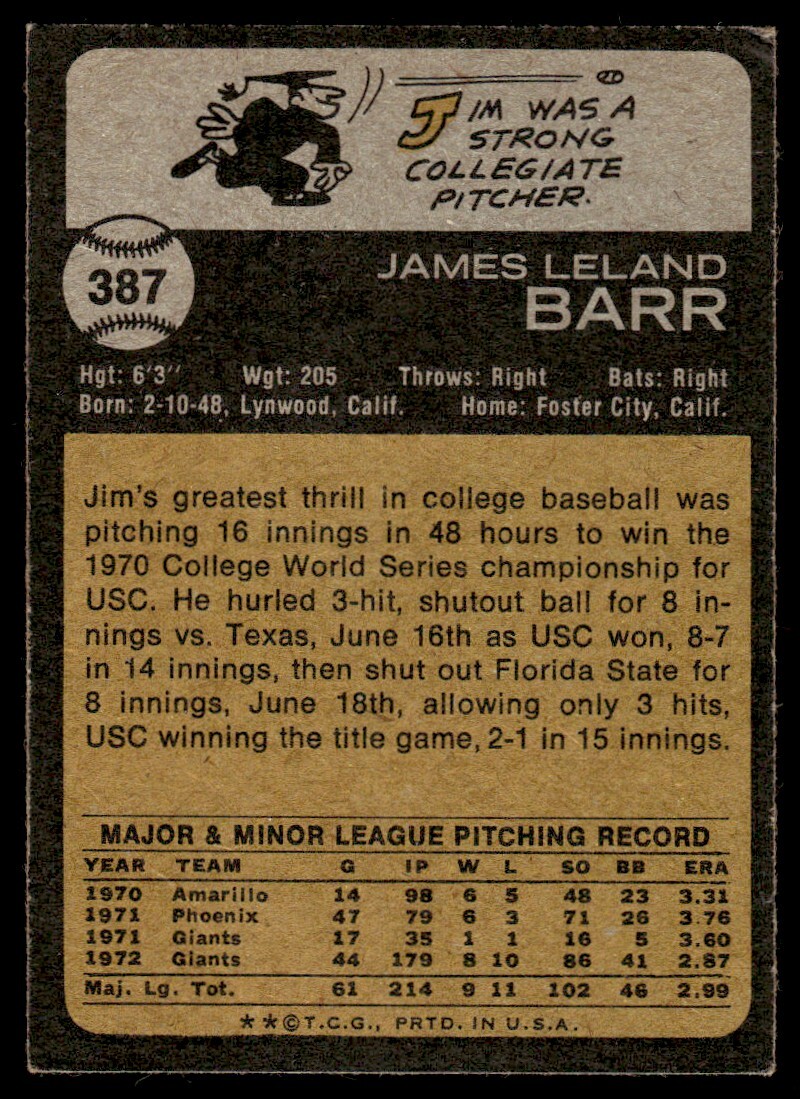 JIM WAS A
STRONG
COLLEGIATE
PITCHER.
387
JAMES LELAND
BARR
Hgt: 6'3" Wgt: 205 Throws: Right Bats: Right
Born: 2-10-48, Lynwood, Calif. Home: Foster City, Calif.
Jim's greatest thrill in college baseball was
pitching 16 innings in 48 hours to win the
1970 College World Series championship for
USC. He hurled 3-hit, shutout ball for 8 in-
nings vs. Texas, June 16th as USC won, 8-7
in 14 innings, then shut out Florida State for
8 innings, June 18th, allowing only 3 hits,
USC winning the title game, 2-1 in 15 innings.
MAJOR & MINOR LEAGUE PITCHING RECORD
YEAR TEAM G IP W L SO BB ERA
1970 Amarillo 14 98 6 5 48 23 3.31
1971 Phoenix 47 79 6 3 71 26 3.76
1971 Giants 17 35 1 1 16 5 3.60
1972 Giants 44 179 8 10 86 41 2.87
Maj. Lg. Tot. 61 214 9 11 102 46 2.99
**©T.C.G., PRTD. IN U.S.A.